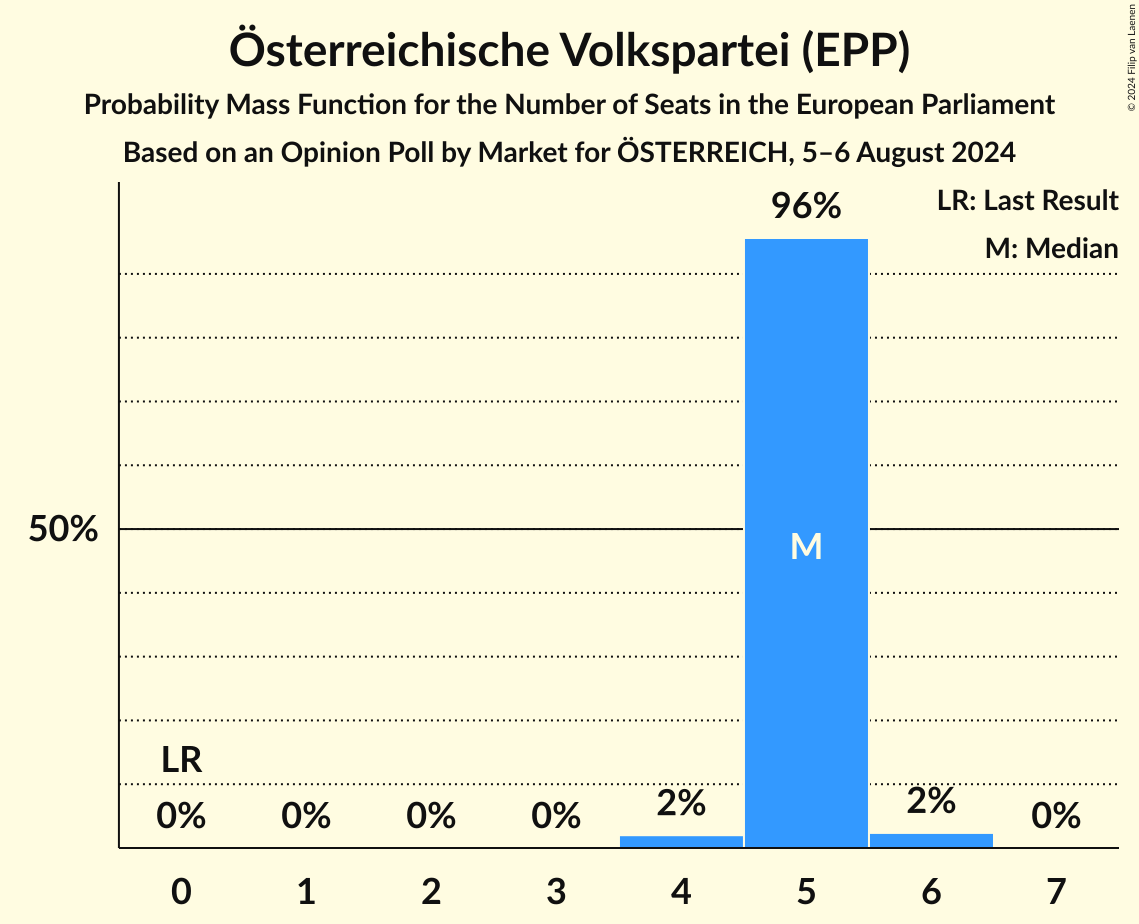 Österreichische Volkspartei (EPP)
Probability Mass Function for the Number of Seats in the European Parliament
Based on an Opinion Poll by Market for ÖSTERREICH, 5–6 August 2024
© 2024 Filip van Laenen
LR: Last Result
M: Median
96%
50%
M
LR
0% 0% 0% 0% 2% 2% 0%
0 1 2 3 4 5 6 7